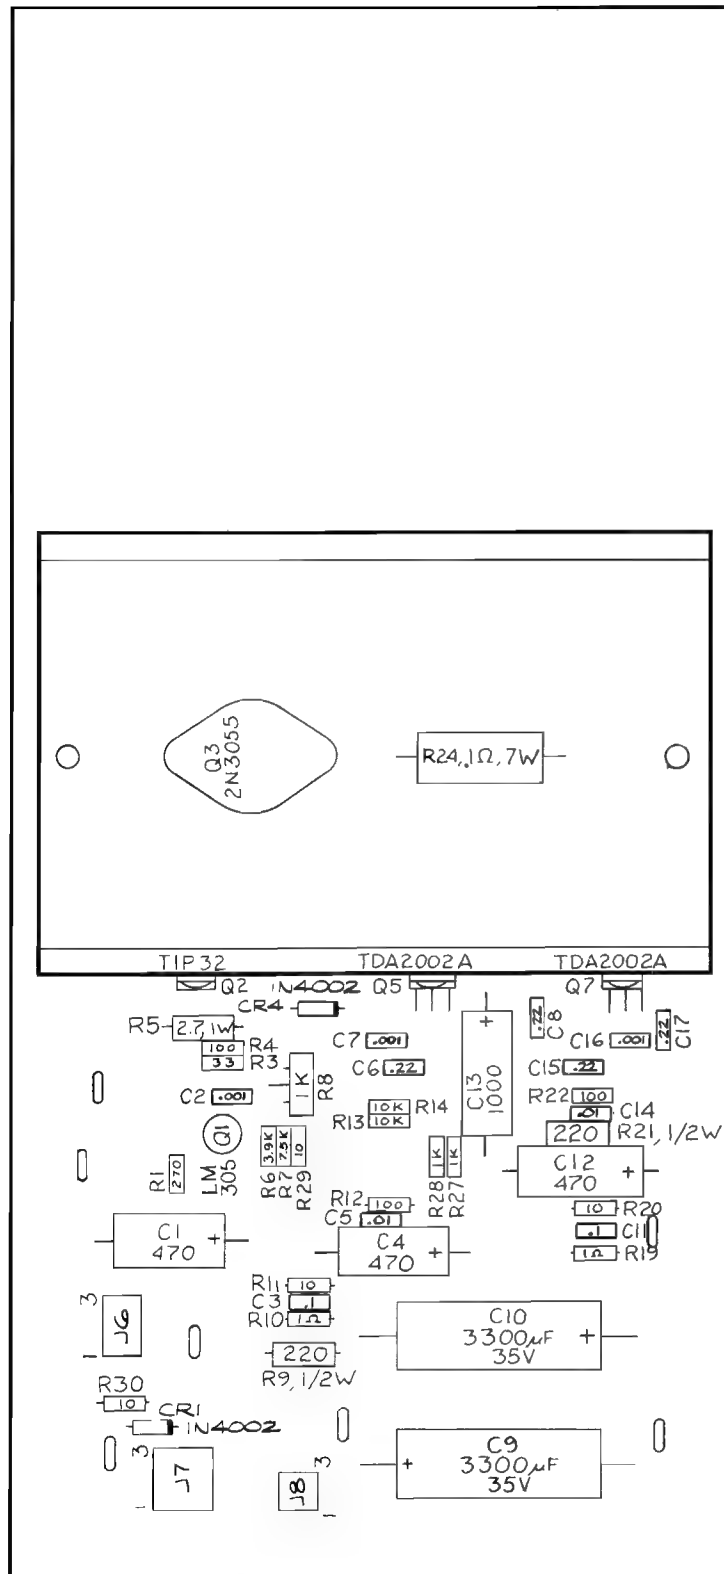 Q3
2N3055
R24, .1Ω, 7W
TIP32
TDA2002A
TDA2002A
Q2
1N4002
Q5
Q7
CR4
.22
C8
.22
C17
R5
2.7, 1W
C7
.001
C16
.001
100
R4
33
R3
C6
.22
C13
1000
C15
.22
1K
R8
C2
.001
10K
R14
R13
10K
R22
100
.01
C14
220
R21, 1/2W
Q1
LM
305
R1
270
3.9K
7.5K
10
R6
R7
R29
1K
1K
R28
R27
C12
470
R12
100
C5
.01
10
R20
.1
C11
1Ω
R19
C1
470
+
C4
470
+
+
+
R11
10
C3
.1
R10
1Ω
3
J6
1
220
R9, 1/2W
C10
3300µF
35V
+
R30
10
CR1
1N4002
3
J7
1
3
J8
1
C9
3300µF
35V
+